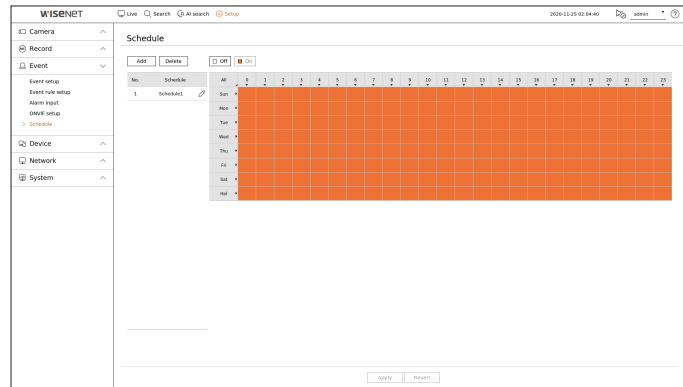 WISENET
Live Search AI search Setup
2020-11-25 02:04:40 admin ?
Camera
Record
Event
Event setup
Event rule setup
Alarm input
ONVIF setup
> Schedule
Device
Network
System
Schedule
Add Delete Off On
No. Schedule
1 Schedule1
All 0 1 2 3 4 5 6 7 8 9 10 11 12 13 14 15 16 17 18 19 20 21 22 23
Sun
Mon
Tue
Wed
Thu
Fri
Sat
Hol
Apply Revert